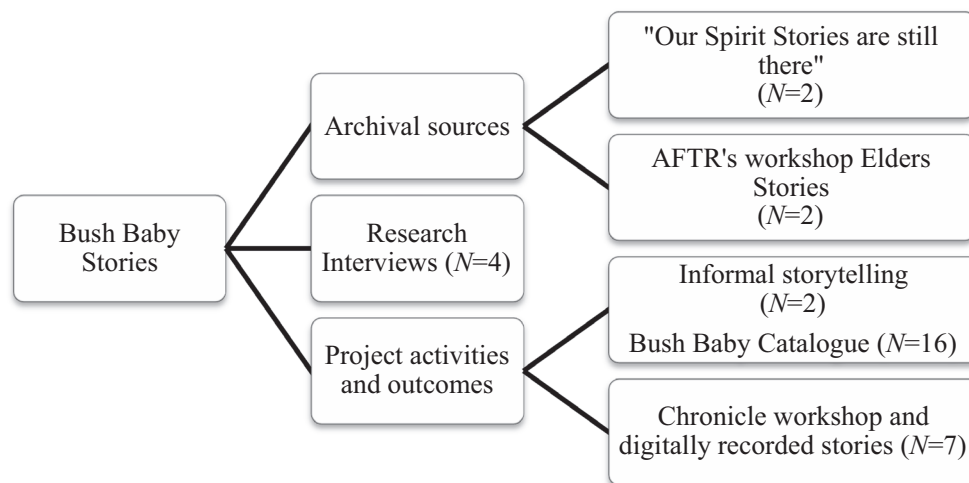 Bush Baby
Stories
Archival sources
Research
Interviews (N=4)
Project activities
and outcomes
"Our Spirit Stories are still
there"
(N=2)
AFTR's workshop Elders
Stories
(N=2)
Informal storytelling
(N=2)
Bush Baby Catalogue (N=16)
Chronicle workshop and
digitally recorded stories (N=7)